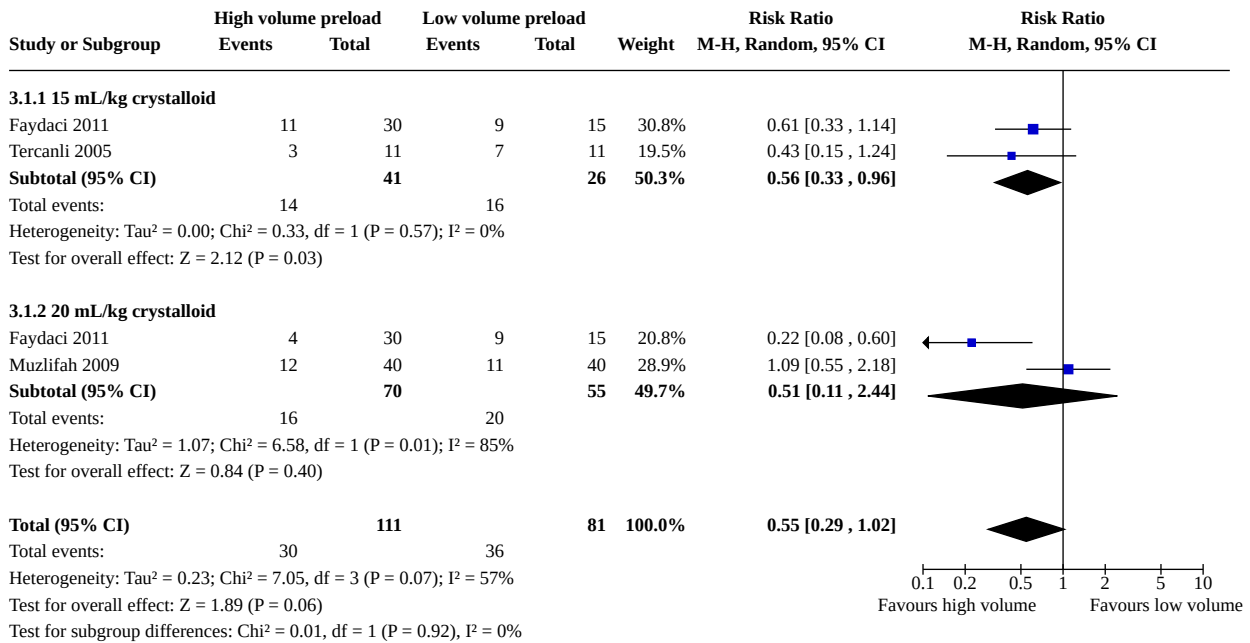 High volume preload Low volume preload Risk Ratio Risk Ratio
Study or Subgroup Events Total Events Total Weight M-H, Random, 95% CI M-H, Random, 95% CI
3.1.1 15 mL/kg crystalloid
Faydaci 2011 11 30 9 15 30.8% 0.61 [0.33 , 1.14]
Tercanli 2005 3 11 7 11 19.5% 0.43 [0.15 , 1.24]
Subtotal (95% CI) 41 26 50.3% 0.56 [0.33 , 0.96]
Total events: 14 16
Heterogeneity: Tau² = 0.00; Chi² = 0.33, df = 1 (P = 0.57); I² = 0%
Test for overall effect: Z = 2.12 (P = 0.03)
3.1.2 20 mL/kg crystalloid
Faydaci 2011 4 30 9 15 20.8% 0.22 [0.08 , 0.60]
Muzlifah 2009 12 40 11 40 28.9% 1.09 [0.55 , 2.18]
Subtotal (95% CI) 70 55 49.7% 0.51 [0.11 , 2.44]
Total events: 16 20
Heterogeneity: Tau² = 1.07; Chi² = 6.58, df = 1 (P = 0.01); I² = 85%
Test for overall effect: Z = 0.84 (P = 0.40)
Total (95% CI) 111 81 100.0% 0.55 [0.29 , 1.02]
Total events: 30 36
Heterogeneity: Tau² = 0.23; Chi² = 7.05, df = 3 (P = 0.07); I² = 57%
0.1 0.2 0.5 1 2 5 10
Test for overall effect: Z = 1.89 (P = 0.06)
Favours high volume Favours low volume
Test for subgroup differences: Chi² = 0.01, df = 1 (P = 0.92), I² = 0%